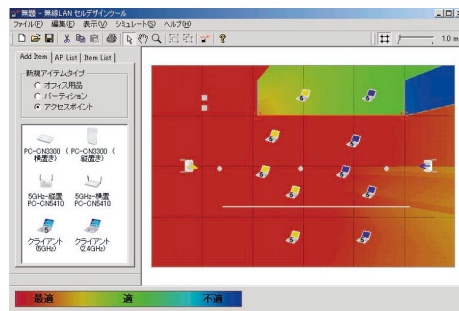 無題 - 無線LAN セルデザインツール
ファイル(F) 編集(E) 表示(V) シミュレート(S) ヘルプ(H)
1.0 m
Add Item AP List Item List
新規アイテムタイプ
オフィス用品
パーティション
アクセスポイント
PC-CN3300 (横置き)
PC-CN3300 (縦置き)
5GHz-縦置 PC-CN5410
5GHz-横置 PC-CN5410
クライアント (5GHz)
クライアント (2.4GHz)
最適 適 不適